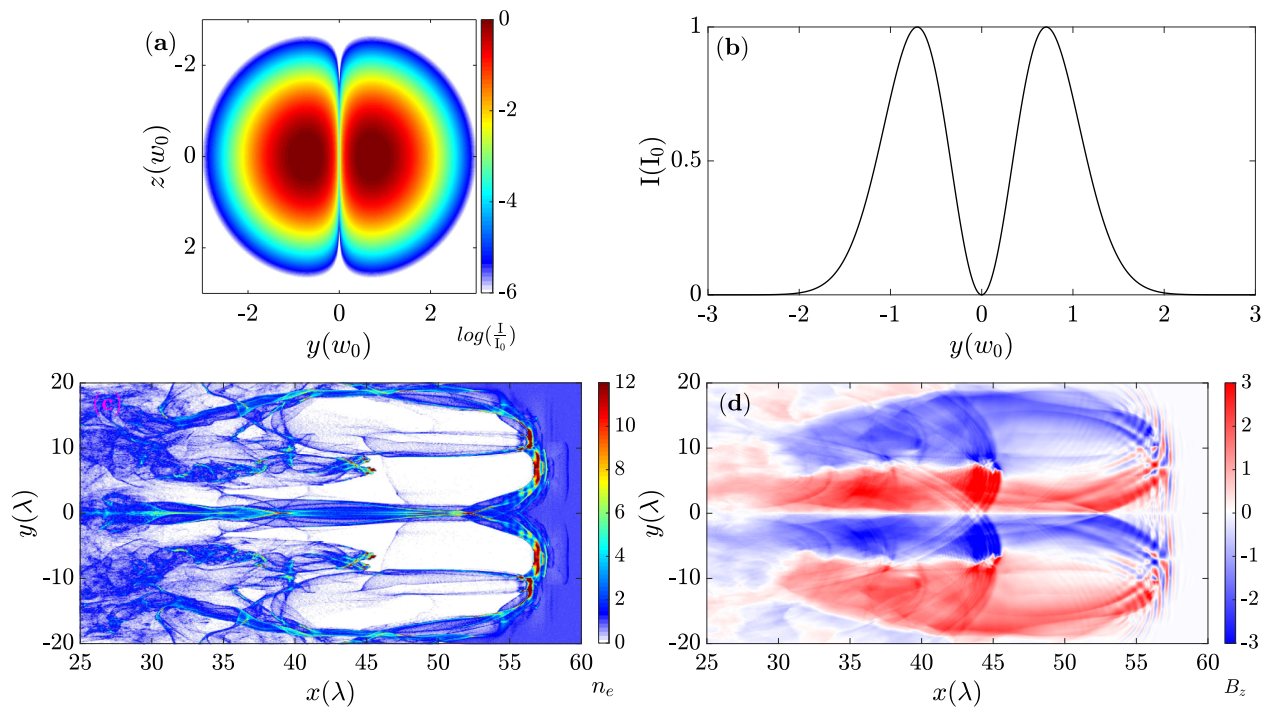 (a)
-2
0
2
z(w₀)
-2 0 2
y(w₀)
0
-2
-4
-6
log(I/I₀)
(b)
1
0.5
0
I(I₀)
-3 -2 -1 0 1 2 3
y(w₀)
(c)
20
10
0
-10
-20
y(λ)
25 30 35 40 45 50 55 60
x(λ)
12
10
8
6
4
2
0
nₑ
(d)
20
10
0
-10
-20
y(λ)
25 30 35 40 45 50 55 60
x(λ)
3
2
1
0
-1
-2
-3
B_z